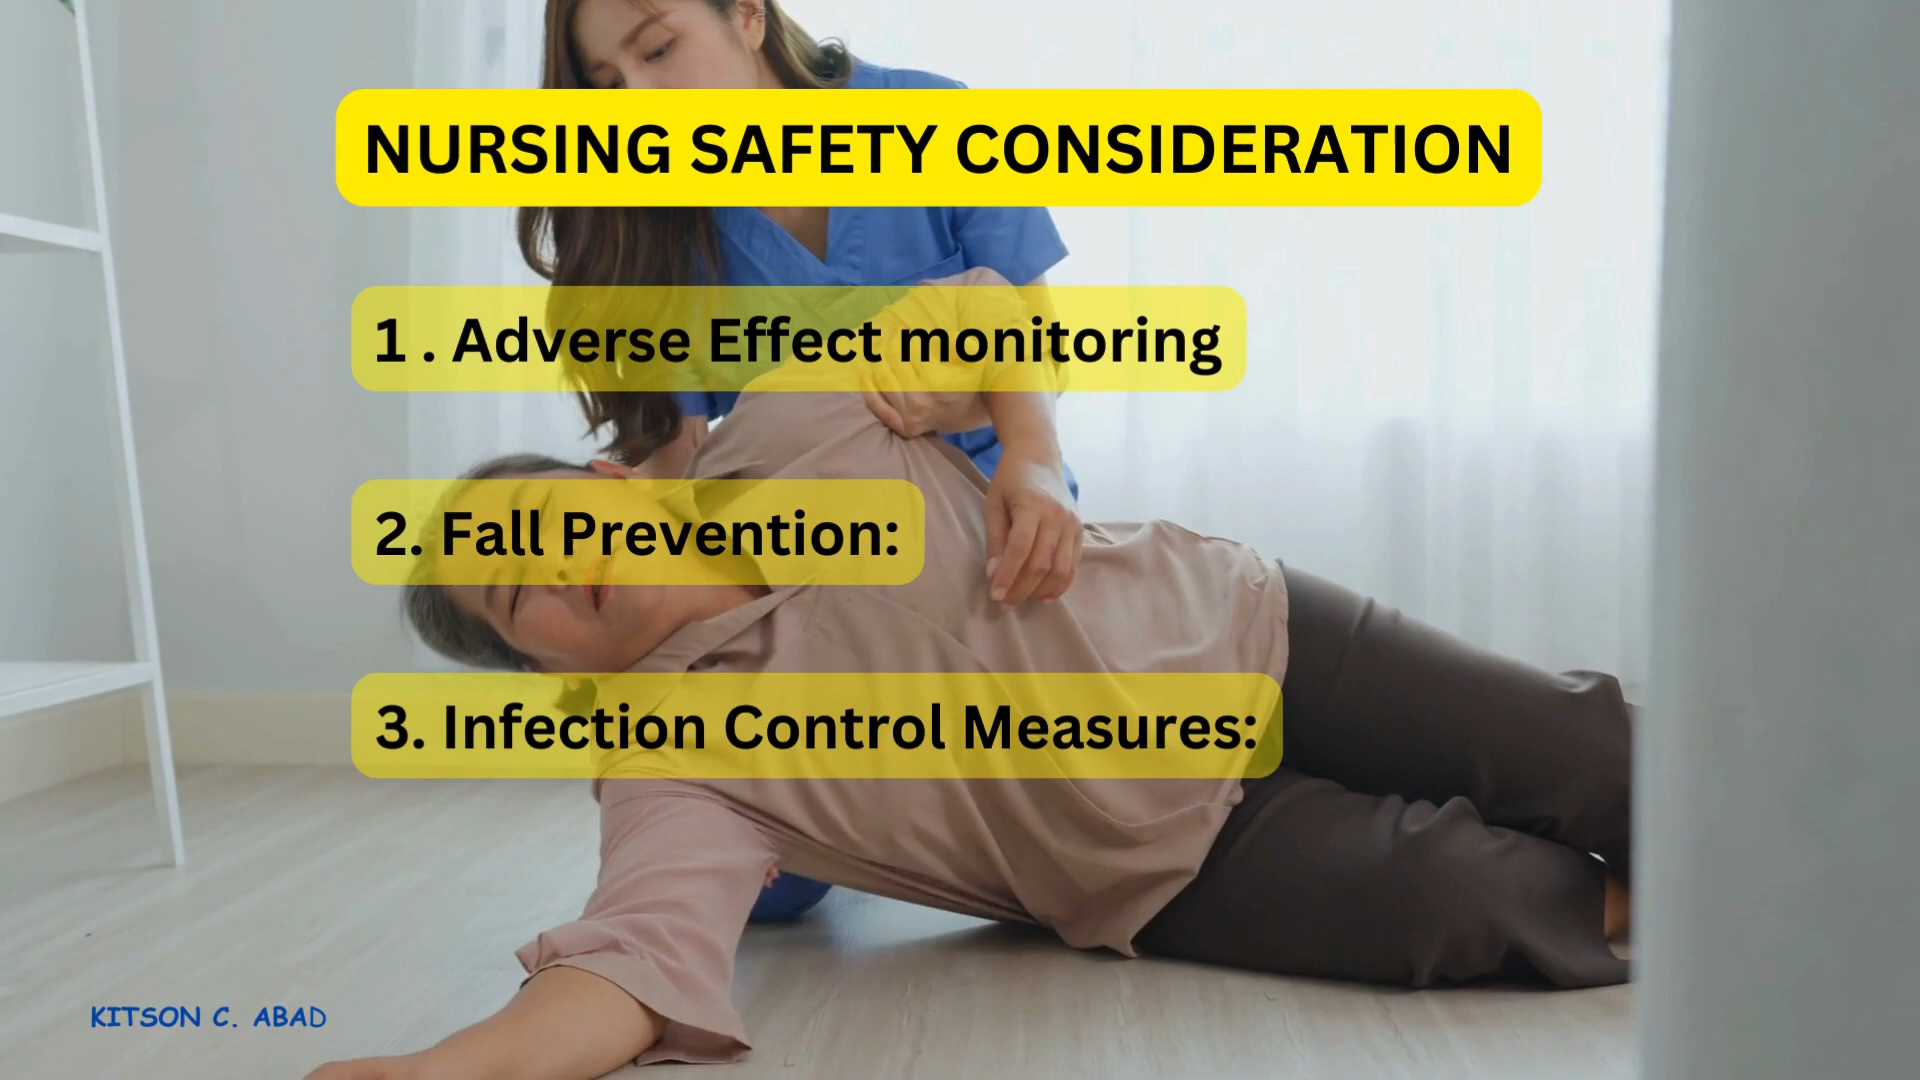 NURSING SAFETY CONSIDERATION
1 . Adverse Effect monitoring
2. Fall Prevention:
3. Infection Control Measures:
KITSON C. ABAD